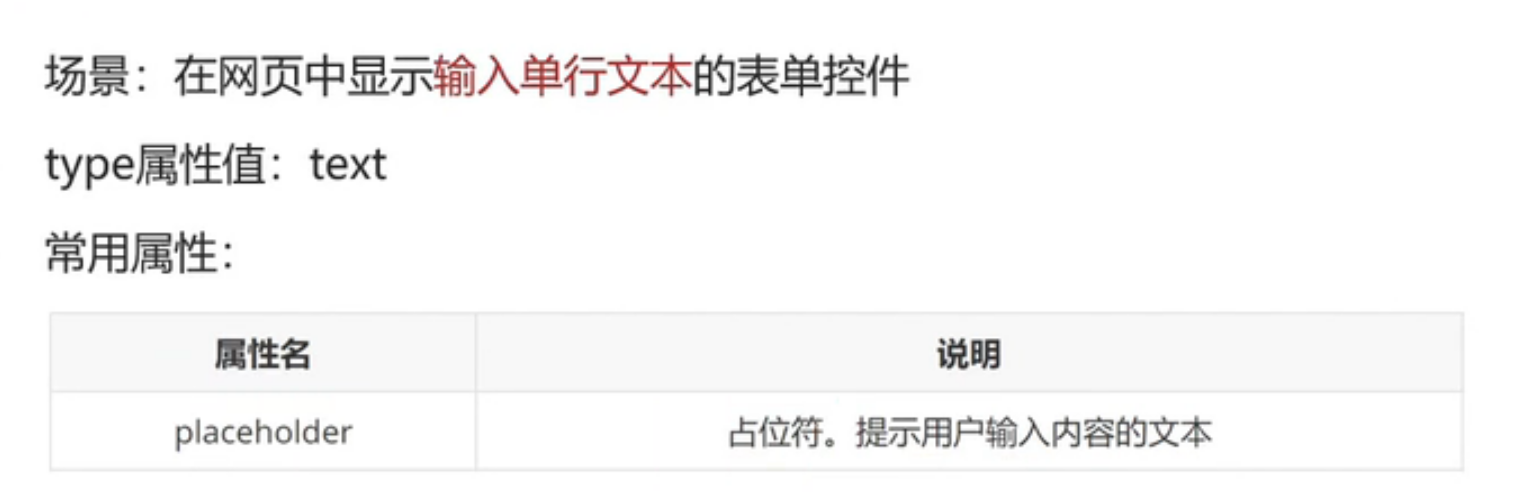 场景：在网页中显示输入单行文本的表单控件
type属性值：text
常用属性：
属性名 说明
placeholder 占位符。提示用户输入内容的文本